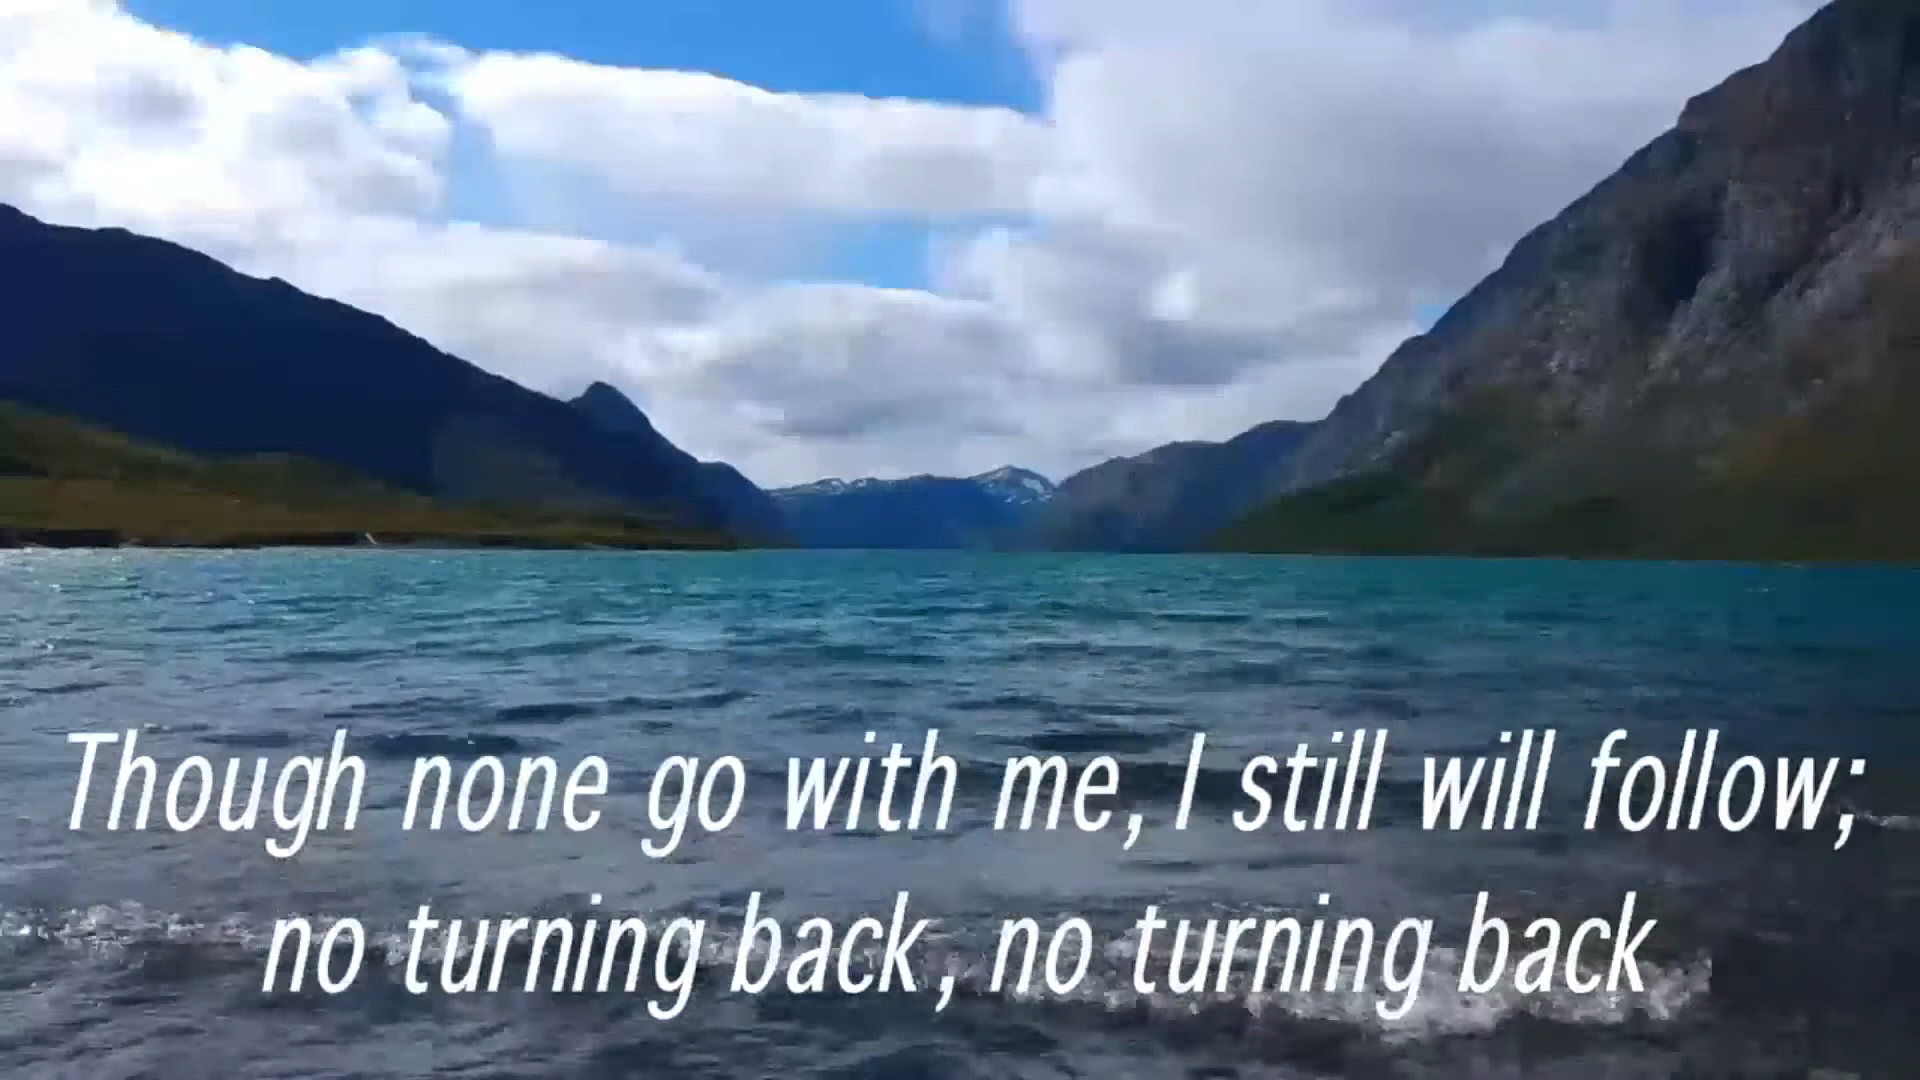 Though none go with me, I still will follow;
no turning back, no turning back